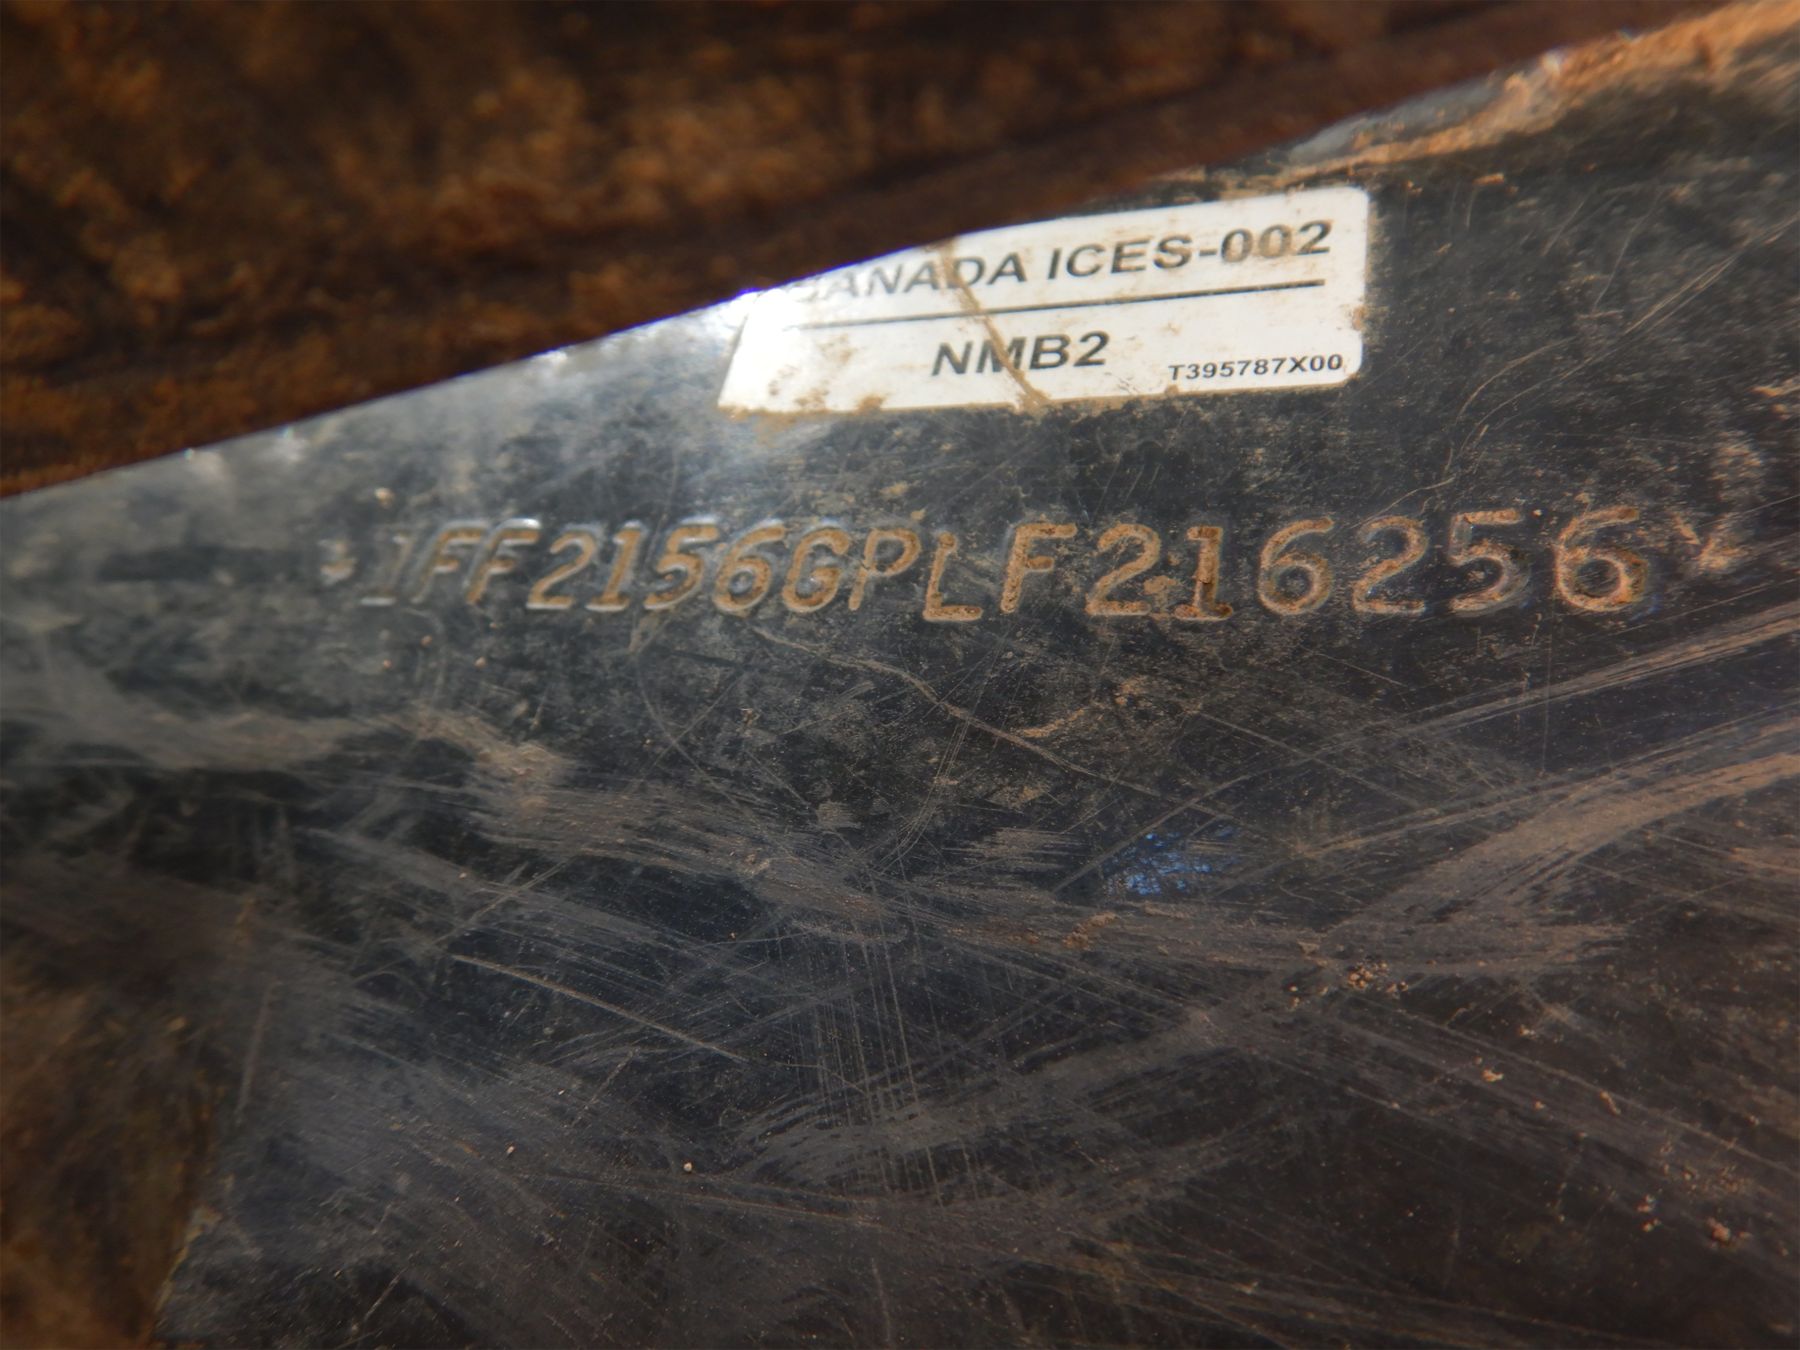 CANADA ICES-002
NMB2
T395787X00
*1FF2156GPLF216256*